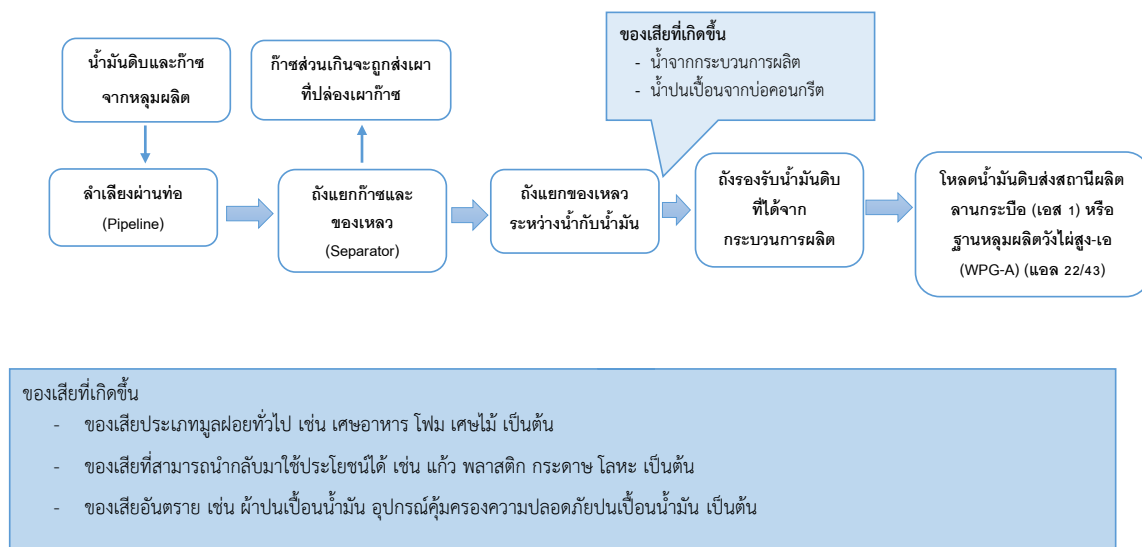 น้ำมันดิบและก๊าซ
จากหลุมผลิต
ก๊าซส่วนเกินจะถูกส่งเผา
ที่ปล่องเผาก๊าซ
ของเสียที่เกิดขึ้น
- น้ำจากกระบวนการผลิต
- น้ำปนเปื้อนจากบ่อคอนกรีต
ลำเลียงผ่านท่อ
(Pipeline)
ถังแยกก๊าซและ
ของเหลว
(Separator)
ถังแยกของเหลว
ระหว่างน้ำกับน้ำมัน
ถังรองรับน้ำมันดิบ
ที่ได้จาก
กระบวนการผลิต
โหลดน้ำมันดิบส่งสถานีผลิต
ลานกระบือ (เอส 1) หรือ
ฐานหลุมผลิตวังไผ่สูง-เอ
(WPG-A) (แอล 22/43)
ของเสียที่เกิดขึ้น
- ของเสียประเภทมูลฝอยทั่วไป เช่น เศษอาหาร โฟม เศษไม้ เป็นต้น
- ของเสียที่สามารถนำกลับมาใช้ประโยชน์ได้ เช่น แก้ว พลาสติก กระดาษ โลหะ เป็นต้น
- ของเสียอันตราย เช่น ผ้าปนเปื้อนน้ำมัน อุปกรณ์คุ้มครองความปลอดภัยปนเปื้อนน้ำมัน เป็นต้น